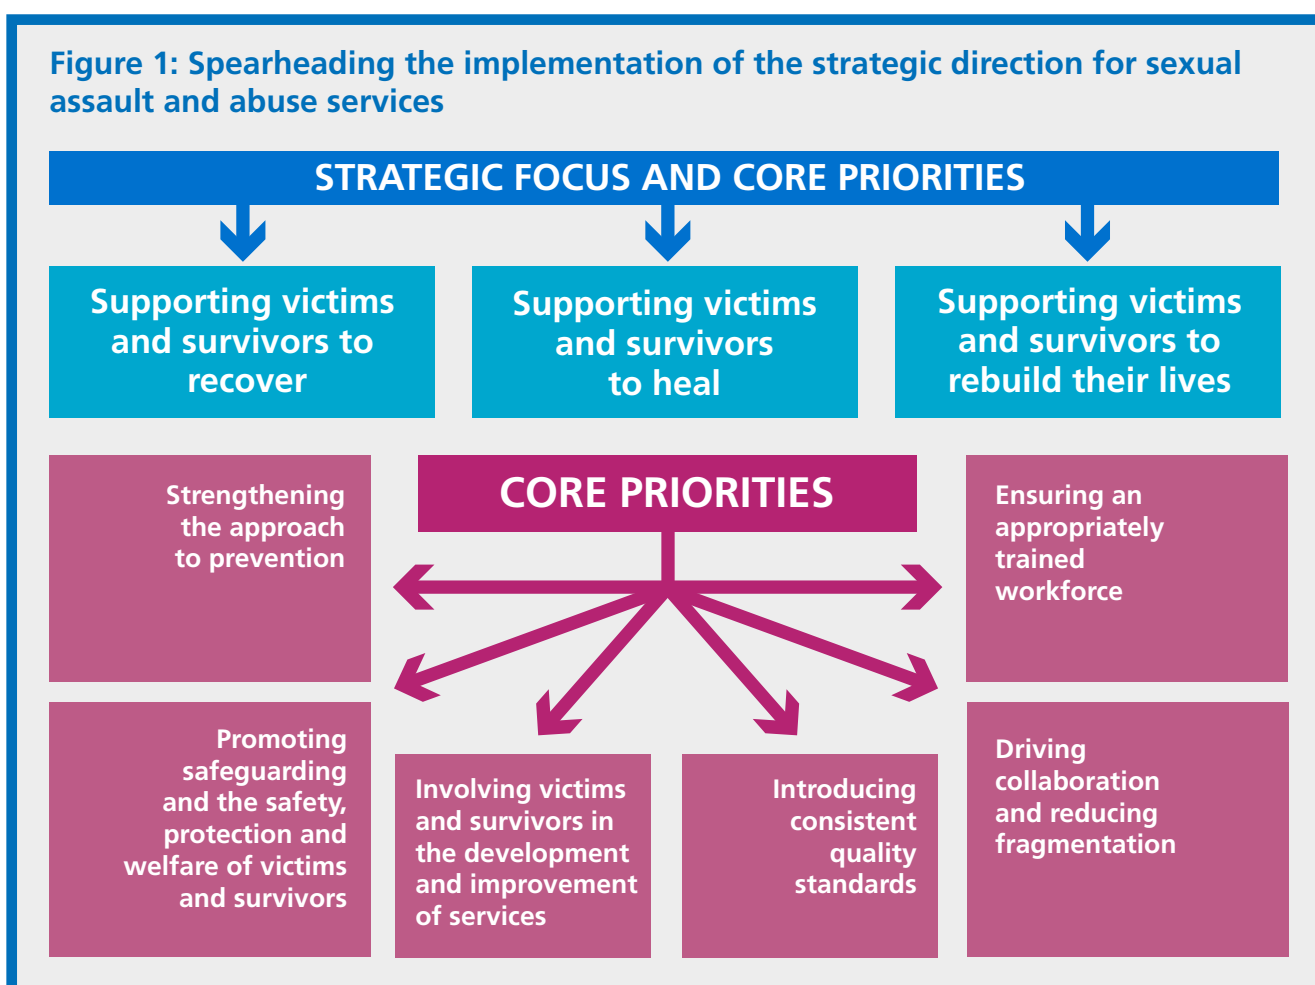 Figure 1: Spearheading the implementation of the strategic direction for sexual
assault and abuse services
STRATEGIC FOCUS AND CORE PRIORITIES
Supporting victims
and survivors to
recover
Supporting victims
and survivors
to heal
Supporting victims
and survivors to
rebuild their lives
CORE PRIORITIES
Strengthening
the approach
to prevention
Promoting
safeguarding
and the safety,
protection and
welfare of victims
and survivors
Involving victims
and survivors in
the development
and improvement
of services
Introducing
consistent
quality
standards
Driving
collaboration
and reducing
fragmentation
Ensuring an
appropriately
trained
workforce